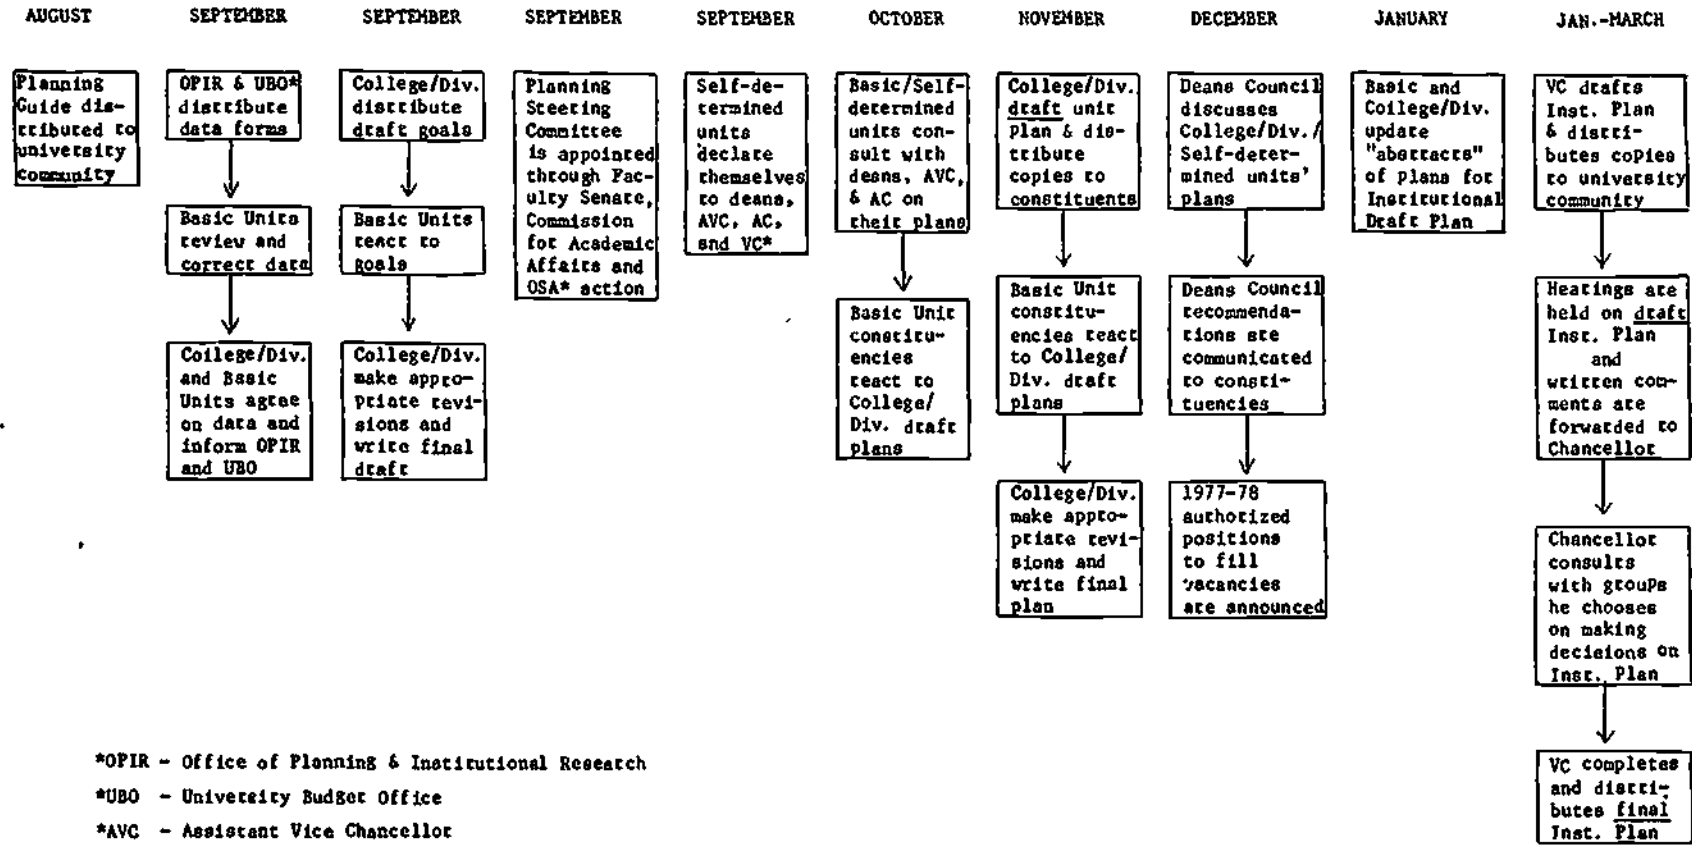 AUGUST
SEPTEMBER
SEPTEMBER
SEPTEMBER
SEPTEMBER
OCTOBER
NOVEMBER
DECEMBER
JANUARY
JAN.-MARCH
Planning
Guide dis-
tributed to
university
community
OPIR & UBO*
distribute
data forms
Basic Units
review and
correct data
College/Div.
and Basic
Units agree
on data and
inform OPIR
and UBO
College/Div.
distribute
draft goals
Basic Units
react to
goals
College/Div.
make appro-
priate revi-
sions and
write final
draft
Planning
Steering
Committee
is appointed
through Fac-
ulty Senate,
Commission
for Academic
Affairs and
OSA* action
Self-de-
termined
units
declare
themselves
to deans,
AVC, AC,
and VC*
Basic/Self-
determined
units con-
sult with
deans, AVC,
& AC on
their plans
Basic Unit
constitu-
encies
react to
College/
Div. draft
plans
College/Div.
draft unit
plan & dis-
tribute
copies to
constituents
Basic Unit
constitu-
encies react
to College/
Div. draft
plans
College/Div.
make appro-
priate revi-
sions and
write final
plan
Deans Council
discusses
College/Div./
Self-deter-
mined units'
plans
Deans Council
recommenda-
tions are
communicated
to consti-
tuencies
1977-78
authorized
positions
to fill
vacancies
are announced
Basic and
College/Div.
update
"abstracts"
of plans for
Institutional
Draft Plan
VC drafts
Inst. Plan
& distri-
butes copies
to university
community
Hearings are
held on draft
Inst. Plan
and
written com-
ments are
forwarded to
Chancellor
Chancellor
consults
with groups
he chooses
on making
decisions on
Inst. Plan
VC completes
and distri-
butes final
Inst. Plan
*OPIR - Office of Planning & Institutional Research
*UBO - University Budget Office
*AVC - Assistant Vice Chancellor